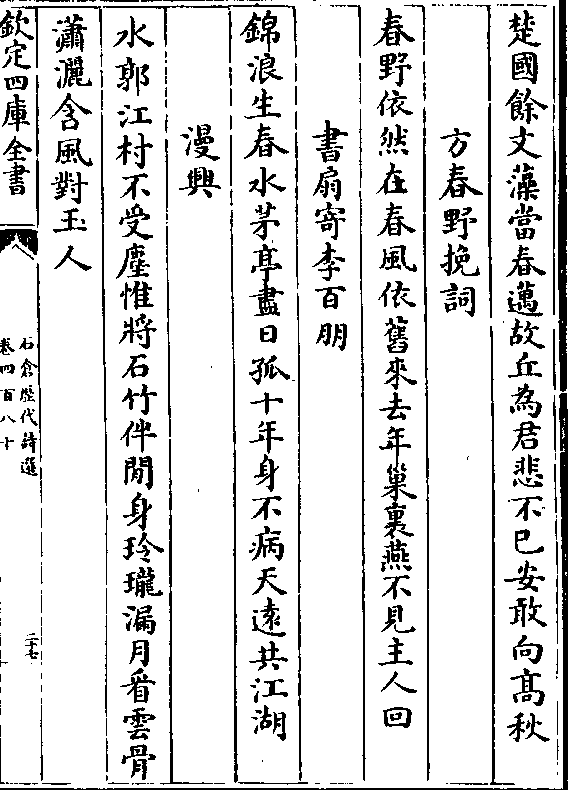 楚國餘文藻當春邁故丘為君悲不已安敢向髙秋
方春野挽詞
春野依然在春風依舊來去年巢裏燕不見主人回
書扇寄李百朋
錦浪生春水茅亭盡日孤十年身不病天遠共江湖
漫興
水郭江村不受塵惟將石竹伴閒身玲瓏漏月看雲骨
瀟灑含風對玉人
欽定四庫全書
石倉歷代詩選
卷四百八十
二十七